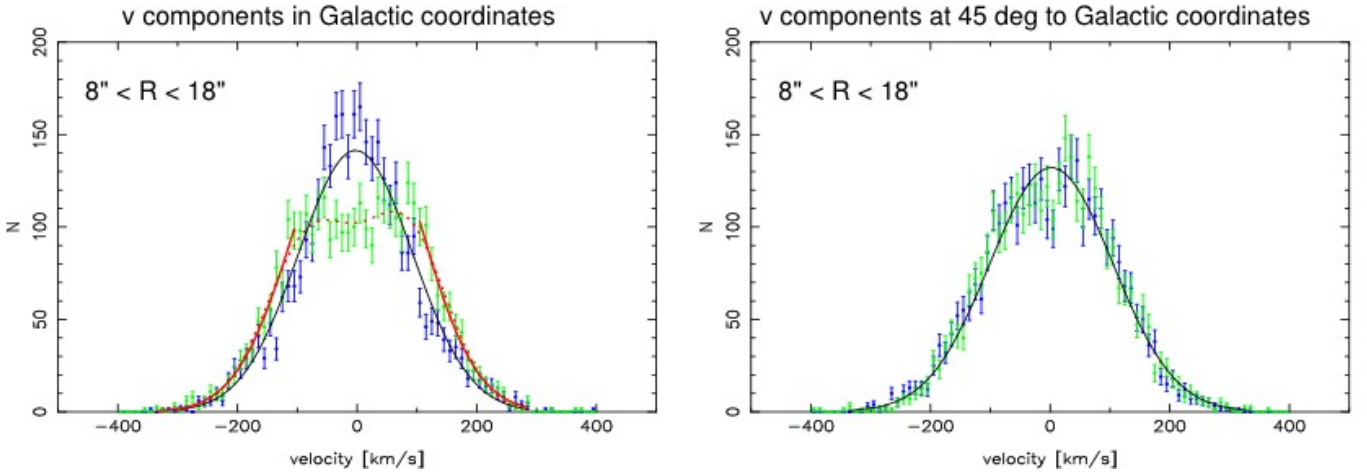 v components in Galactic coordinates
200
150
100
50
0
N
8" < R < 18"
−400 −200 0 200 400
velocity [km/s]
v components at 45 deg to Galactic coordinates
200
150
100
50
0
N
8" < R < 18"
−400 −200 0 200 400
velocity [km/s]